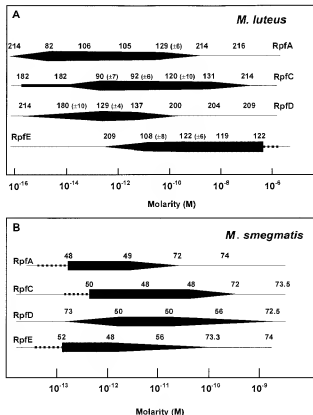 A
M. luteus
214 82 106 105 129 (±6) 214 216 RpfA
182 182 90 (±7) 92 (±6) 120 (±10) 131 214 RpfC
214 180 (±10) 129 (±4) 137 200 204 209 RpfD
RpfE 209 108 (±8) 122 (±6) 119 122
10-16 10-14 10-12 10-10 10-8 10-6
Molarity (M)
B
M. smegmatis
RpfA 48 49 72 74
RpfC 50 48 48 72 73.5
RpfD 73 50 50 56 72.5
RpfE 52 48 56 73.3 74
10-13 10-12 10-11 10-10 10-9
Molarity (M)